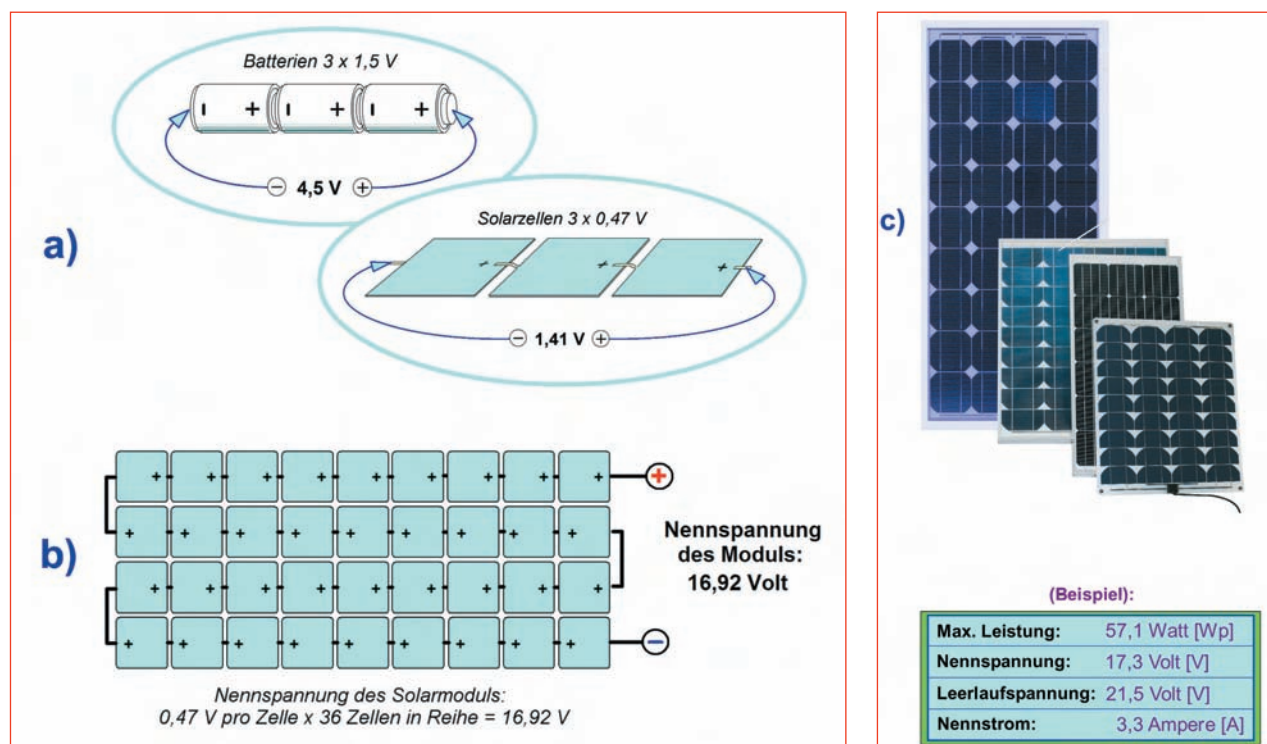 a)
Batterien 3 x 1,5 V
- + - + - +
− 4,5 V +
Solarzellen 3 x 0,47 V
+ + +
− 1,41 V +
b)
+ + + + + + + + + +
+ + + + + + + + +
+ + + + + + + + +
+ + + + + + + + + −
Nennspannung
des Moduls:
16,92 Volt
Nennspannung des Solarmoduls:
0,47 V pro Zelle x 36 Zellen in Reihe = 16,92 V
c)
(Beispiel):
Max. Leistung: 57,1 Watt [Wp]
Nennspannung: 17,3 Volt [V]
Leerlaufspannung: 21,5 Volt [V]
Nennstrom: 3,3 Ampere [A]